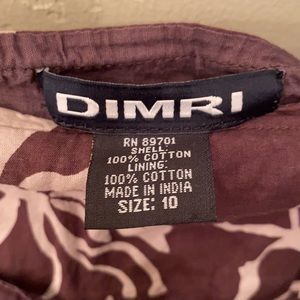 DIMRI
RN 89701
SHELL:
100% COTTON
LINING:
100% COTTON
MADE IN INDIA
SIZE: 10